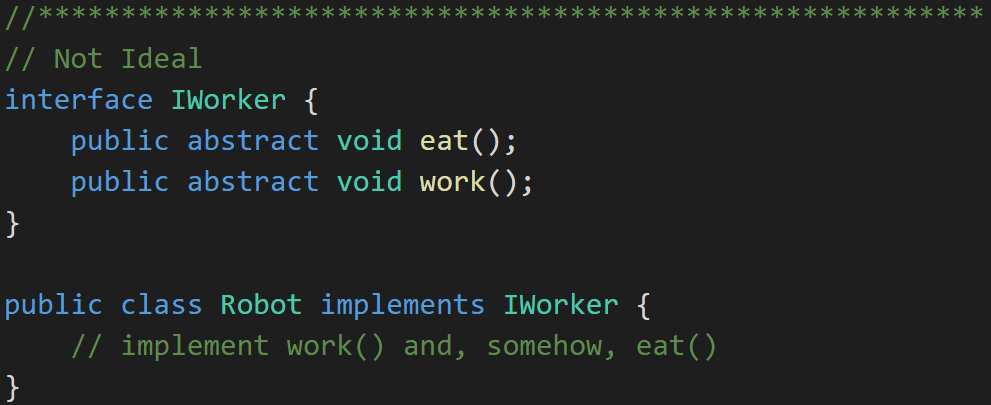 //*********************************************************
// Not Ideal
interface IWorker {
    public abstract void eat();
    public abstract void work();
}
public class Robot implements IWorker {
    // implement work() and, somehow, eat()
}